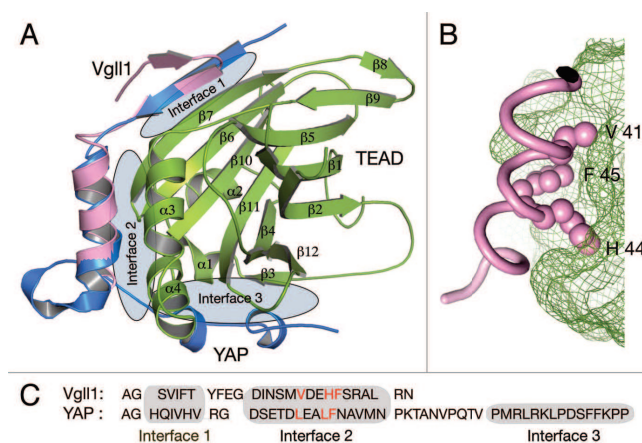 A
B
Vgll1
Interface 1
β8
β7
β9
β6
β5
TEAD
β10
β1
Interface 2
α3
α2
β2
β11
β4
α1
β12
β3
α4
Interface 3
YAP
V 41
F 45
H 44
C
Vgll1: AG SVIFT YFEG DINSMVDEHFSRAL RN
YAP : AG HQIVHV RG DSETDLEALFNAVMN PKTANVPQTV PMRLRKLPDSFFKPP
Interface 1 Interface 2 Interface 3